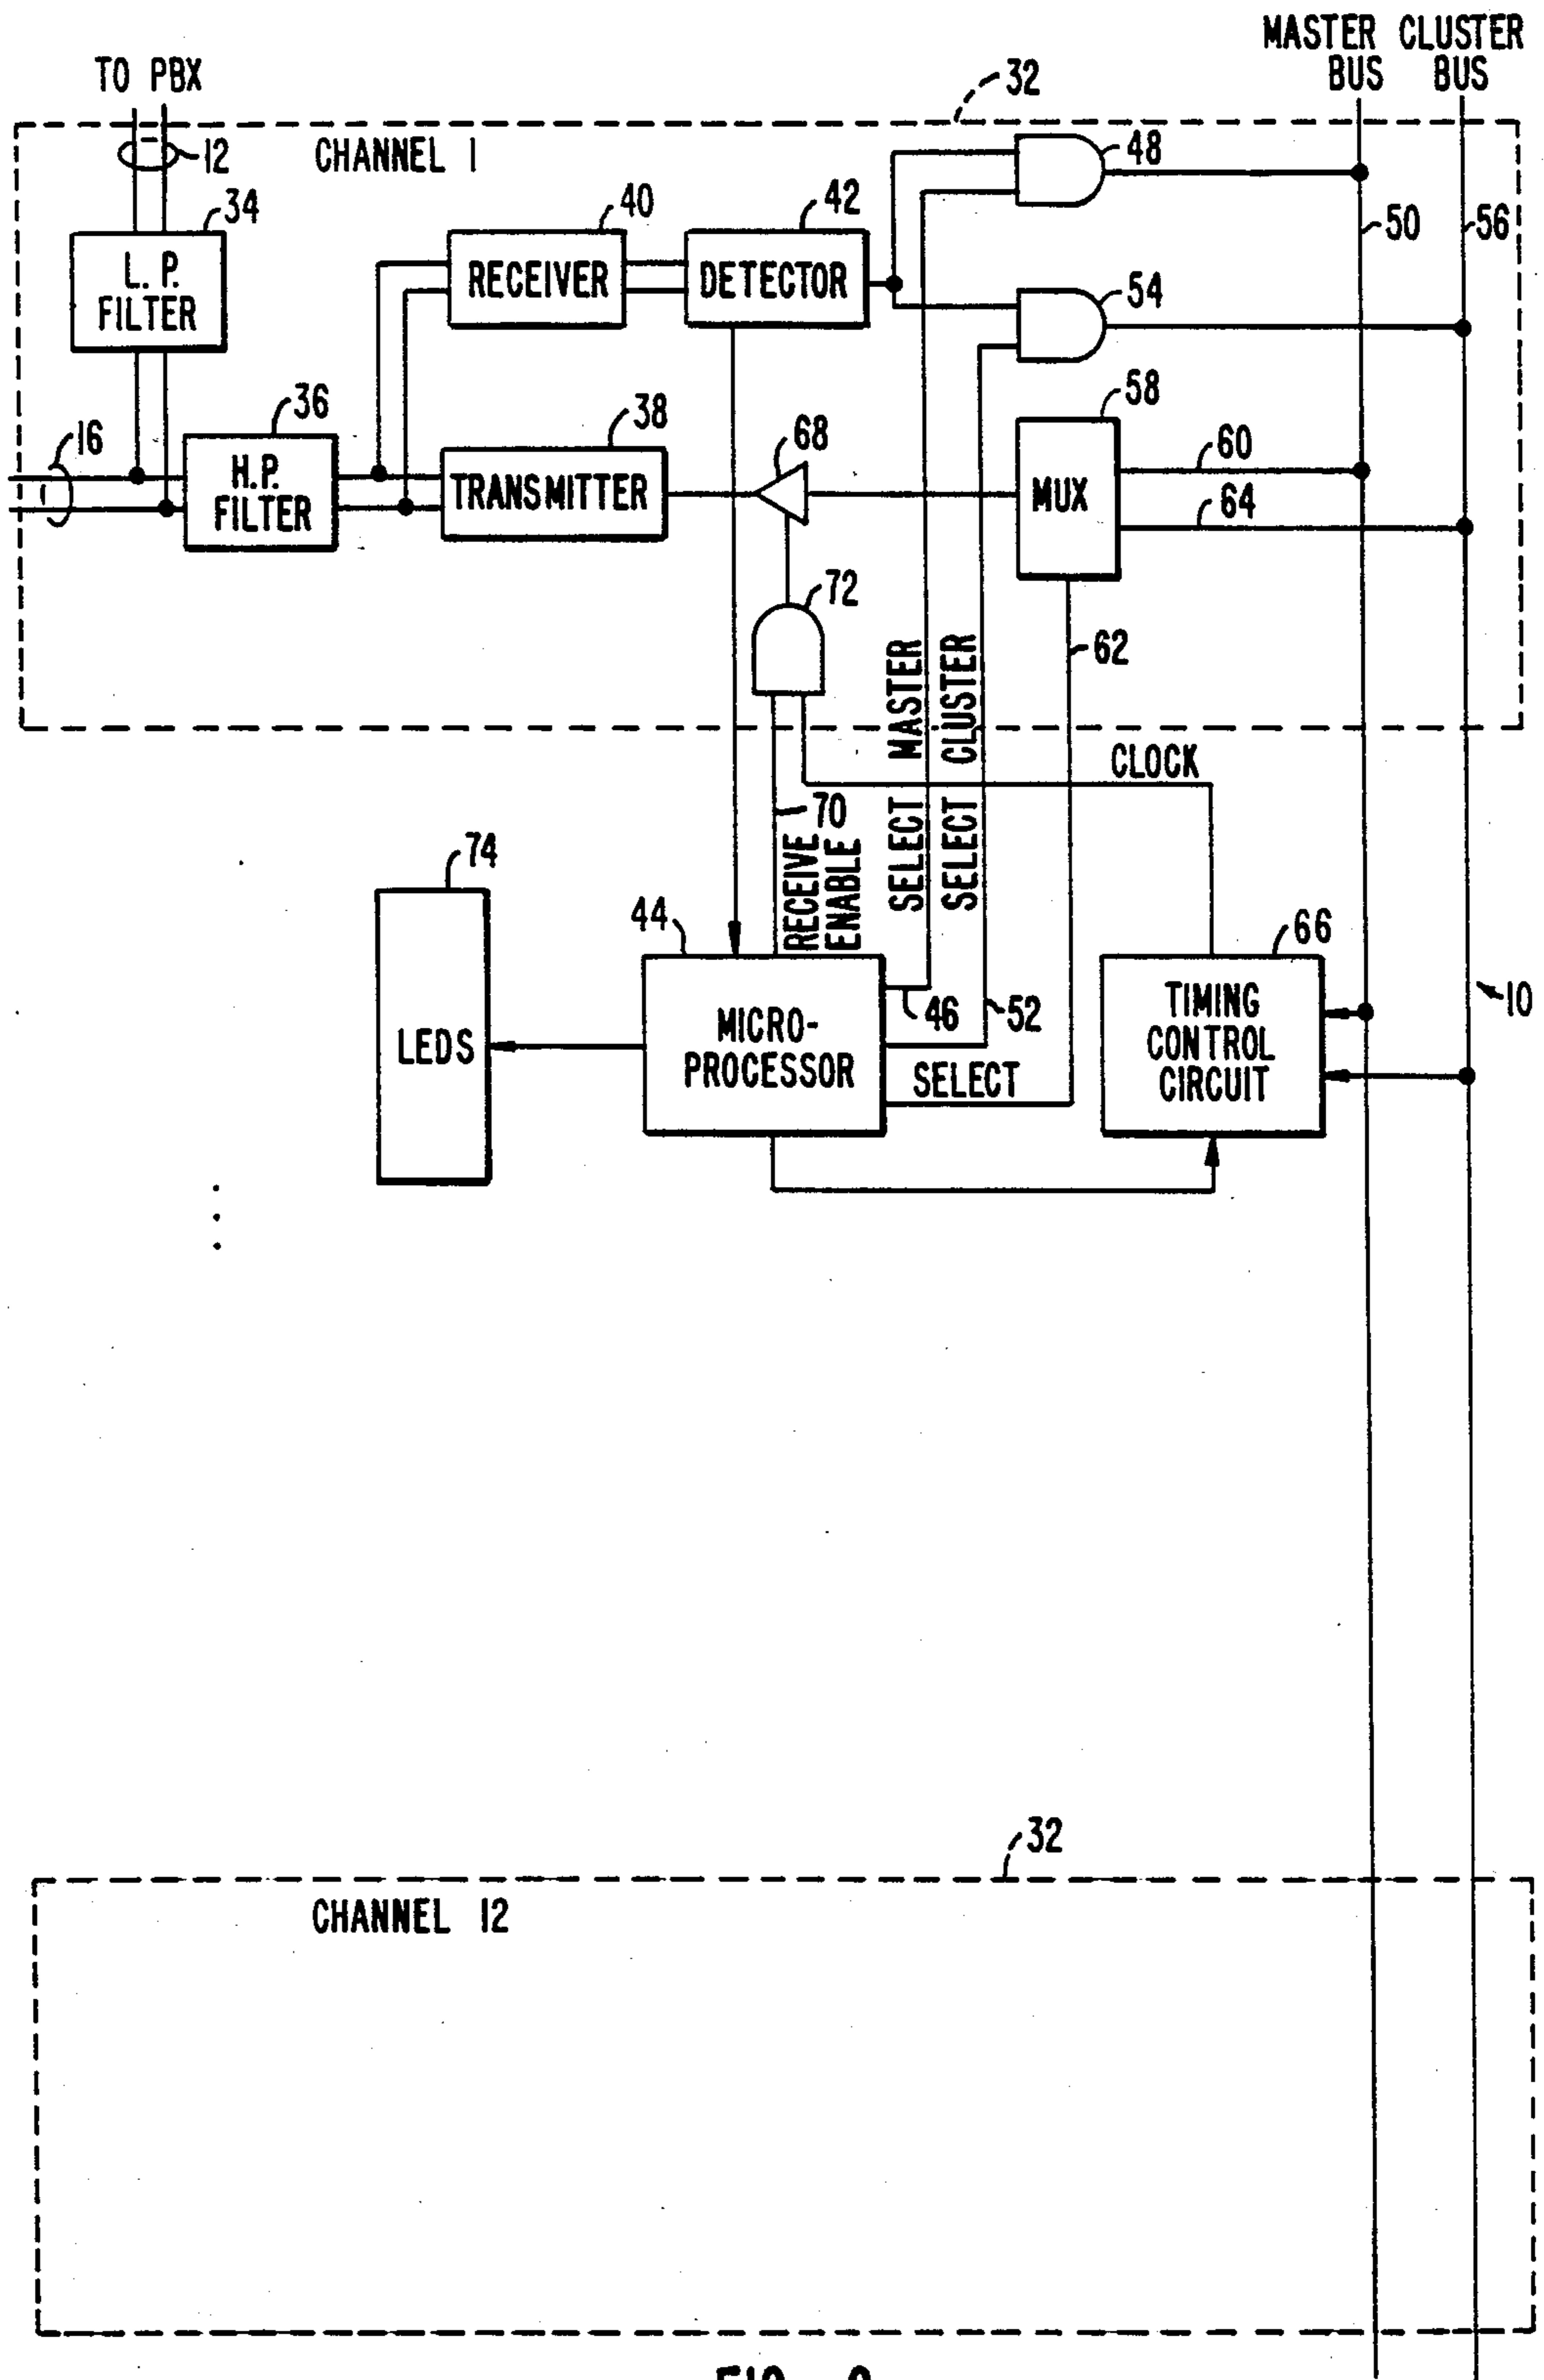 MASTER CLUSTER
BUS BUS
TO PBX
32
12
CHANNEL 1
48
34
40
42
50
56
L. P.
FILTER
RECEIVER
DETECTOR
54
36
38
58
16
68
60
H.P.
FILTER
TRANSMITTER
MUX
64
72
62
SELECT MASTER
SELECT CLUSTER
CLOCK
70
RECEIVE
ENABLE
74
44
66
10
LEDS
MICRO-
PROCESSOR
46
52
SELECT
TIMING
CONTROL
CIRCUIT
32
CHANNEL 12